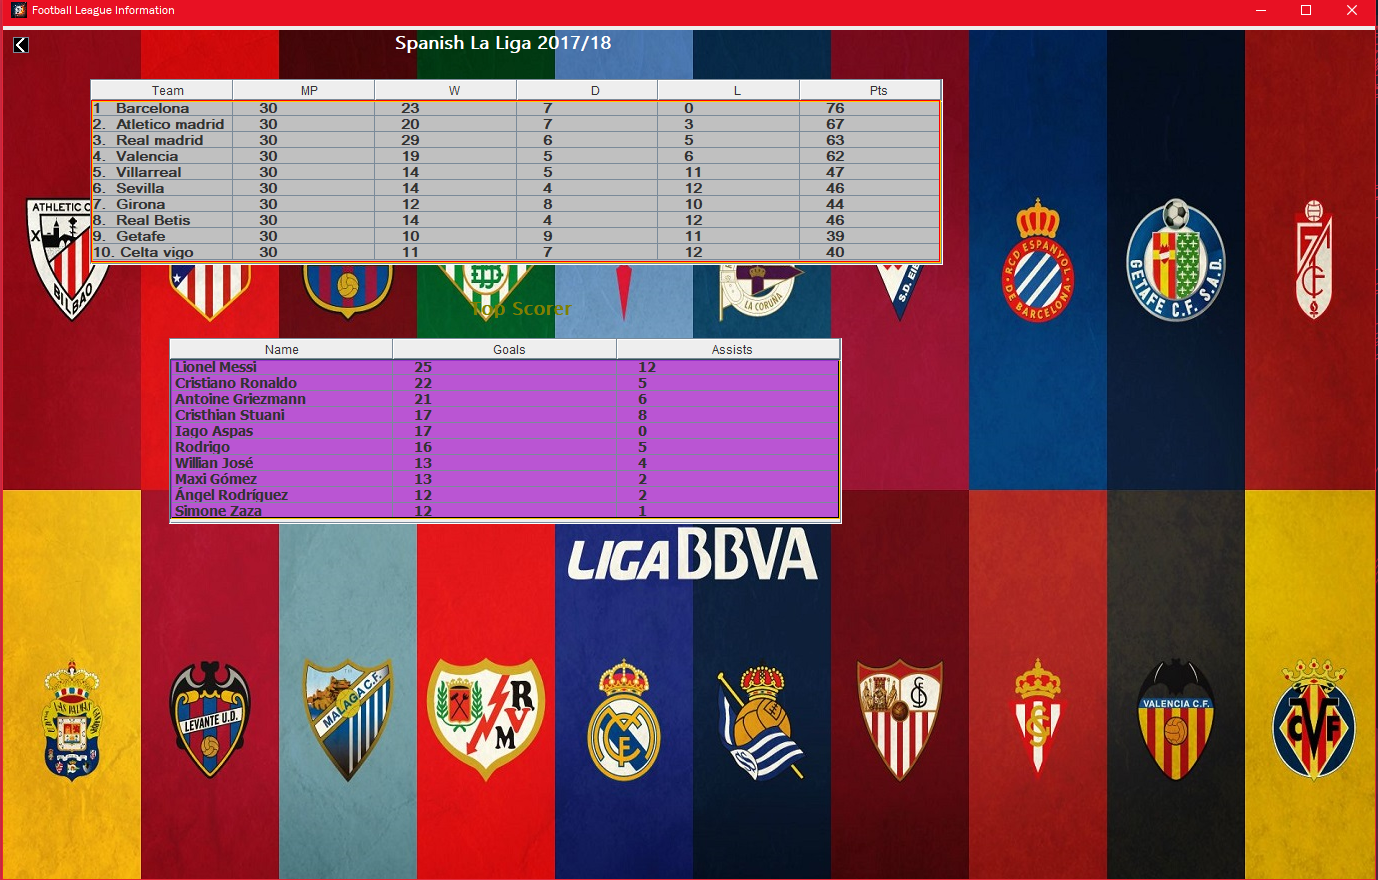 Football League Information
Spanish La Liga 2017/18
Team MP W D L Pts
1 Barcelona 30 23 7 0 76
2. Atletico madrid 30 20 7 3 67
3. Real madrid 30 29 6 5 63
4. Valencia 30 19 5 6 62
5. Villarreal 30 14 5 11 47
6. Sevilla 30 14 4 12 46
7. Girona 30 12 8 10 44
8. Real Betis 30 14 4 12 46
9. Getafe 30 10 9 11 39
10. Celta vigo 30 11 7 12 40
ATHLETIC C
BILBAO
LA CORUÑA
S.D. EI
RCD ESPANYOL
DE BARCELONA
GETAFE C.F. S.A.D.
Top Scorer
Name Goals Assists
Lionel Messi 25 12
Cristiano Ronaldo 22 5
Antoine Griezmann 21 6
Cristhian Stuani 17 8
Iago Aspas 17 0
Rodrigo 16 5
Willian José 13 4
Maxi Gómez 13 2
Ángel Rodríguez 12 2
Simone Zaza 12 1
LIGA BBVA
LAS PALMAS
LEVANTE U.D.
MALAGA C.F.
R
V
M
VALENCIA C.F.
CVF